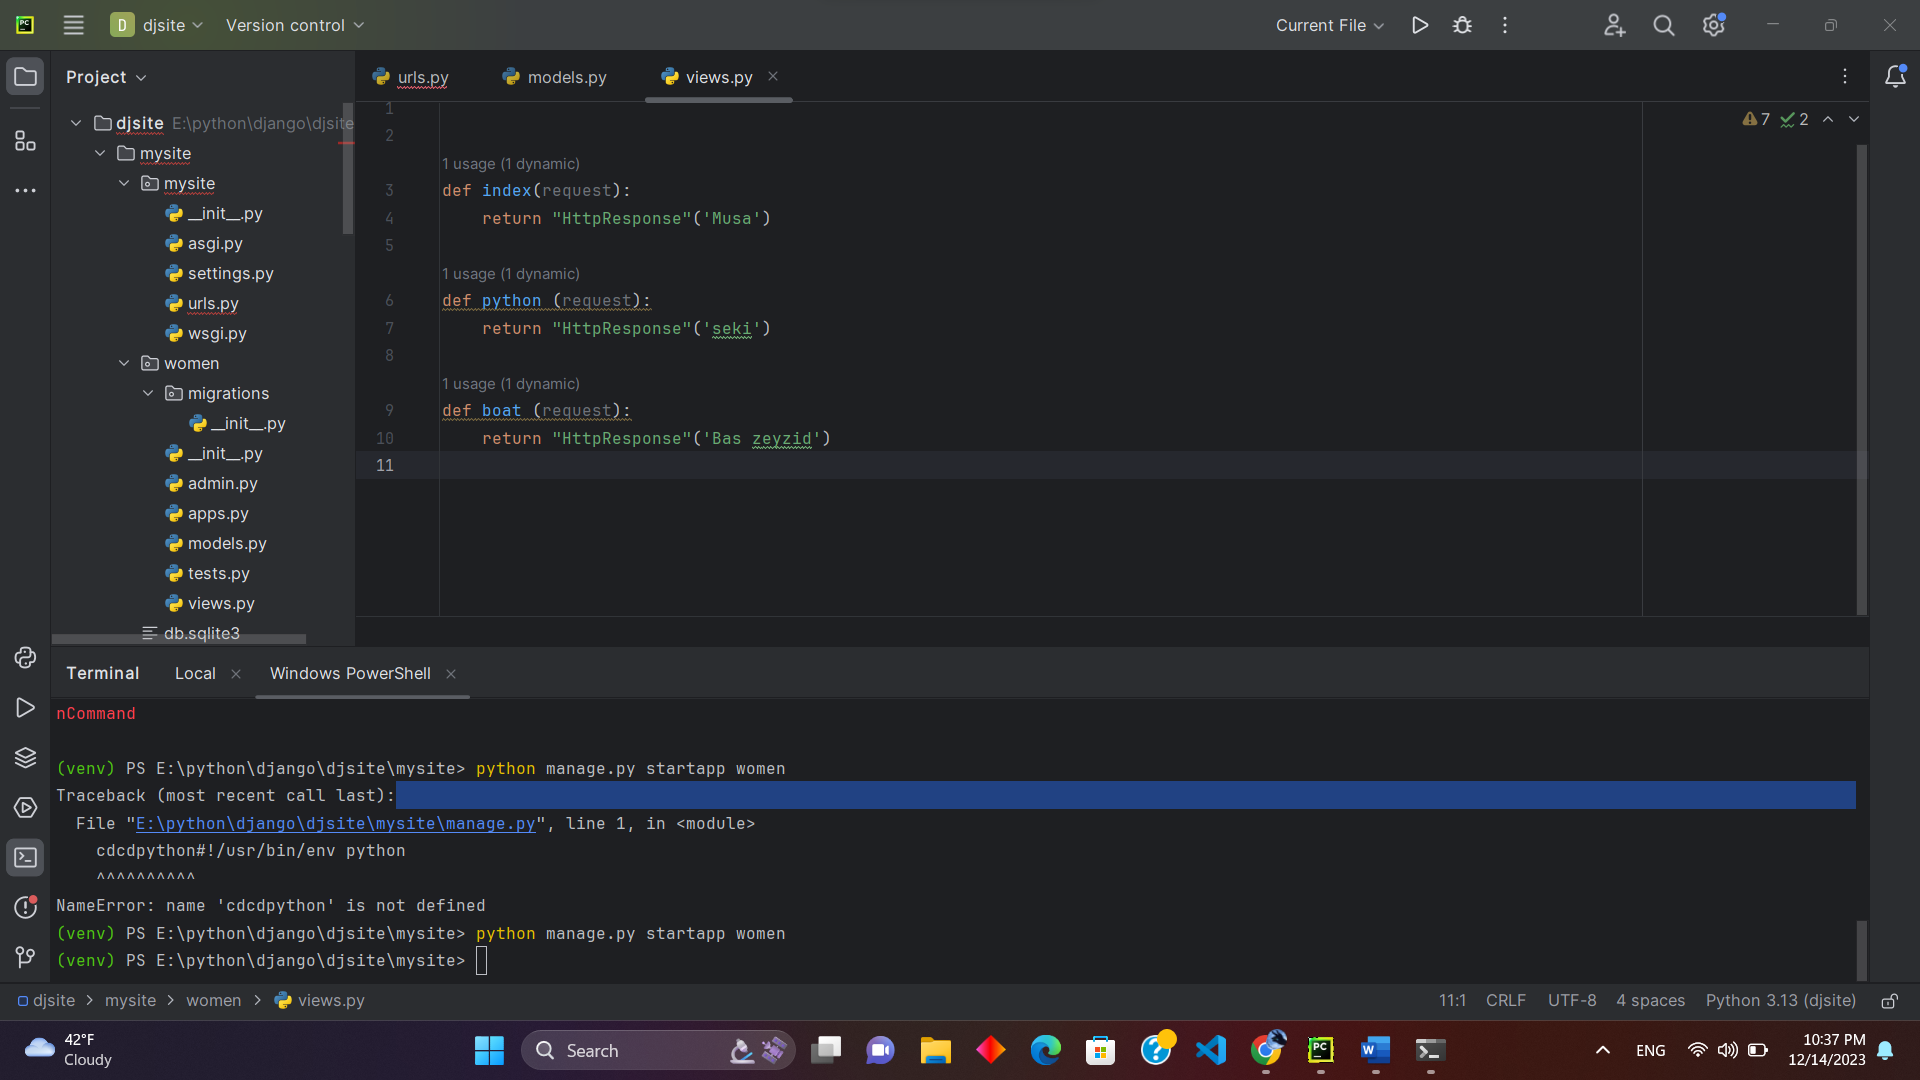 PC
D djsite Version control Current File
Project
urls.py models.py views.py
djsite E:\python\django\djsite
mysite
mysite
__init__.py
asgi.py
settings.py
urls.py
wsgi.py
women
migrations
__init__.py
__init__.py
admin.py
apps.py
models.py
tests.py
views.py
db.sqlite3
7 2
1
2
1 usage (1 dynamic)
3 def index(request):
4 return "HttpResponse"('Musa')
5
1 usage (1 dynamic)
6 def python (request):
7 return "HttpResponse"('seki')
8
1 usage (1 dynamic)
9 def boat (request):
10 return "HttpResponse"('Bas zeyzid')
11
Terminal Local Windows PowerShell
nCommand
(venv) PS E:\python\django\djsite\mysite> python manage.py startapp women
Traceback (most recent call last):
File "E:\python\django\djsite\mysite\manage.py", line 1, in <module>
cdcdpython#!/usr/bin/env python
^^^^^^^^^^
NameError: name 'cdcdpython' is not defined
(venv) PS E:\python\django\djsite\mysite> python manage.py startapp women
(venv) PS E:\python\django\djsite\mysite>
djsite > mysite > women > views.py 11:1 CRLF UTF-8 4 spaces Python 3.13 (djsite)
42°F
Cloudy
Search
PC
W
ENG
10:37 PM
12/14/2023